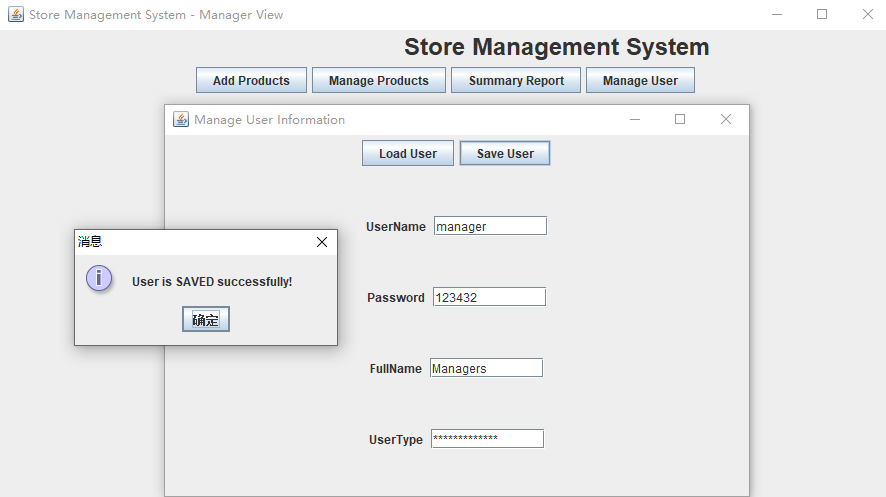 Store Management System - Manager View
Store Management System
Add Products Manage Products Summary Report Manage User
Manage User Information
Load User Save User
UserName manager
消息
User is SAVED successfully!
确定
Password 123432
FullName Managers
UserType *************